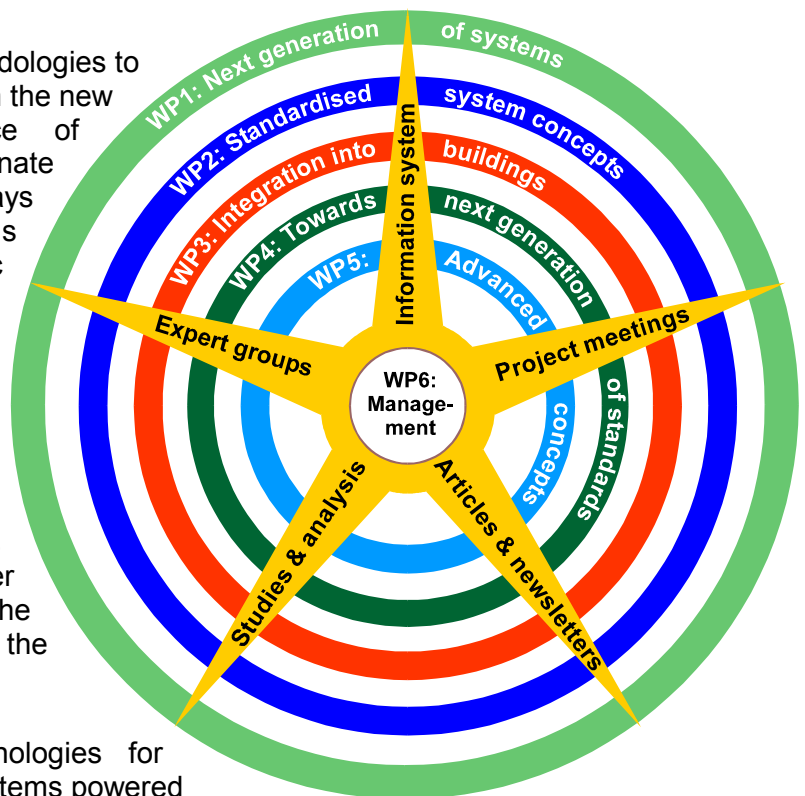 dologies to
the new
of
nate
ays
s
er
he
the
nologies for
tems powered
WP1: Next generation of systems
WP2: Standardised system concepts
WP3: Integration into buildings
WP4: Towards next generation of standards
WP5: Advanced concepts
WP6:
Manage-
ment
Information system
Project meetings
Articles & newsletters
Studies & analysis
Expert groups